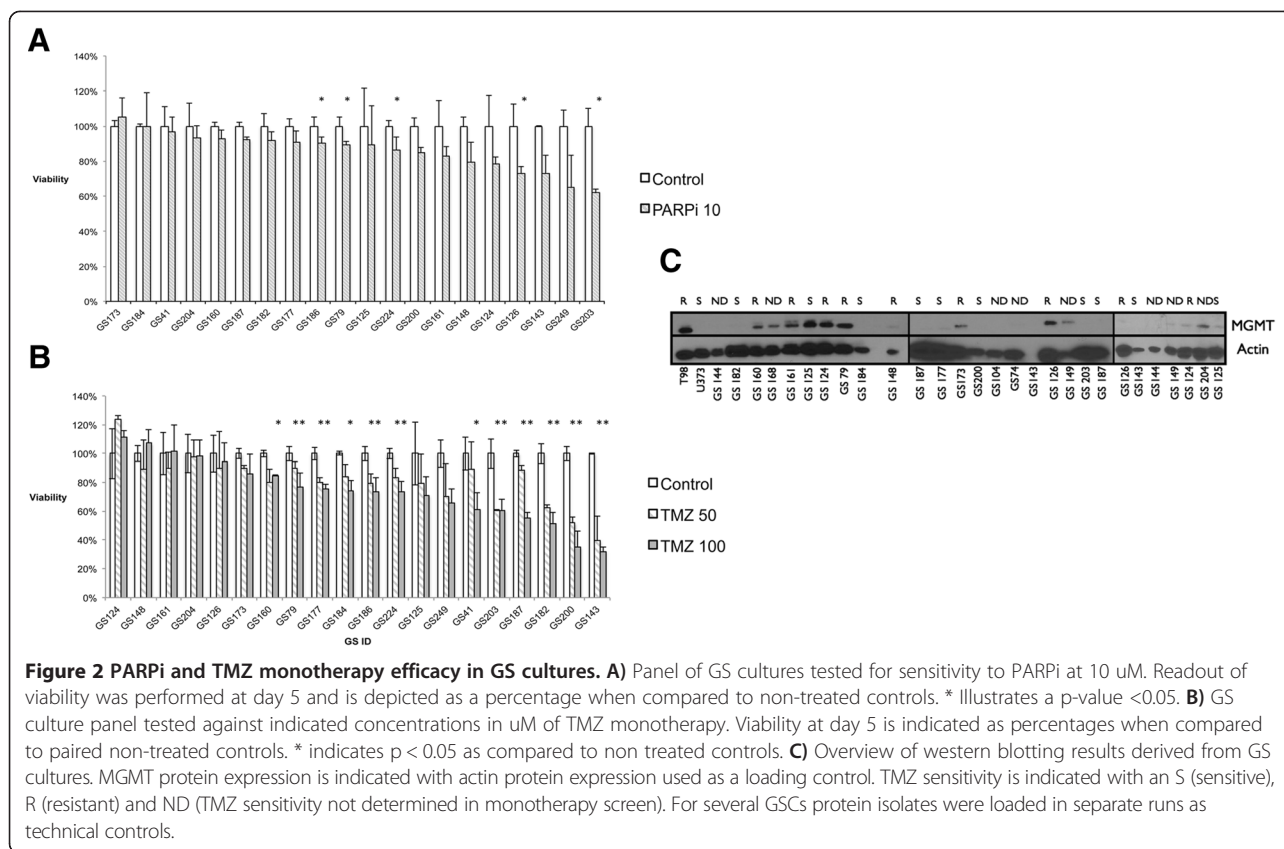 A
140%
120%
100%
80%
60%
40%
20%
0%
Viability
* * * * *
GS173 GS184 GS41 GS204 GS160 GS187 GS182 GS177 GS186 GS79 GS125 GS224 GS200 GS161 GS148 GS124 GS126 GS143 GS249 GS203
Control
PARPi 10
B
140%
120%
100%
80%
60%
40%
20%
0%
Viability
* ** ** * ** ** * ** ** ** ** **
GS124 GS148 GS161 GS204 GS126 GS173 GS160 GS79 GS177 GS184 GS186 GS224 GS125 GS249 GS41 GS203 GS187 GS182 GS200 GS143
GS ID
Control
TMZ 50
TMZ 100
C
R S ND S R ND R S R R S R S S R S ND ND R ND S S R S ND ND R ND S
MGMT
Actin
T98 U373 GS 144 GS 182 GS 160 GS 168 GS 161 GS 125 GS 124 GS 79 GS 184 GS 148 GS 187 GS 177 GS173 GS200 GS104 GS74 GS143 GS 126 GS 149 GS 203 GS 187 GS126 GS143 GS144 GS 149 GS 124 GS 204 GS 125
Figure 2 PARPi and TMZ monotherapy efficacy in GS cultures. A) Panel of GS cultures tested for sensitivity to PARPi at 10 uM. Readout of
viability was performed at day 5 and is depicted as a percentage when compared to non-treated controls. * Illustrates a p-value <0.05. B) GS
culture panel tested against indicated concentrations in uM of TMZ monotherapy. Viability at day 5 is indicated as percentages when compared
to paired non-treated controls. * indicates p < 0.05 as compared to non treated controls. C) Overview of western blotting results derived from GS
cultures. MGMT protein expression is indicated with actin protein expression used as a loading control. TMZ sensitivity is indicated with an S (sensitive),
R (resistant) and ND (TMZ sensitivity not determined in monotherapy screen). For several GSCs protein isolates were loaded in separate runs as
technical controls.